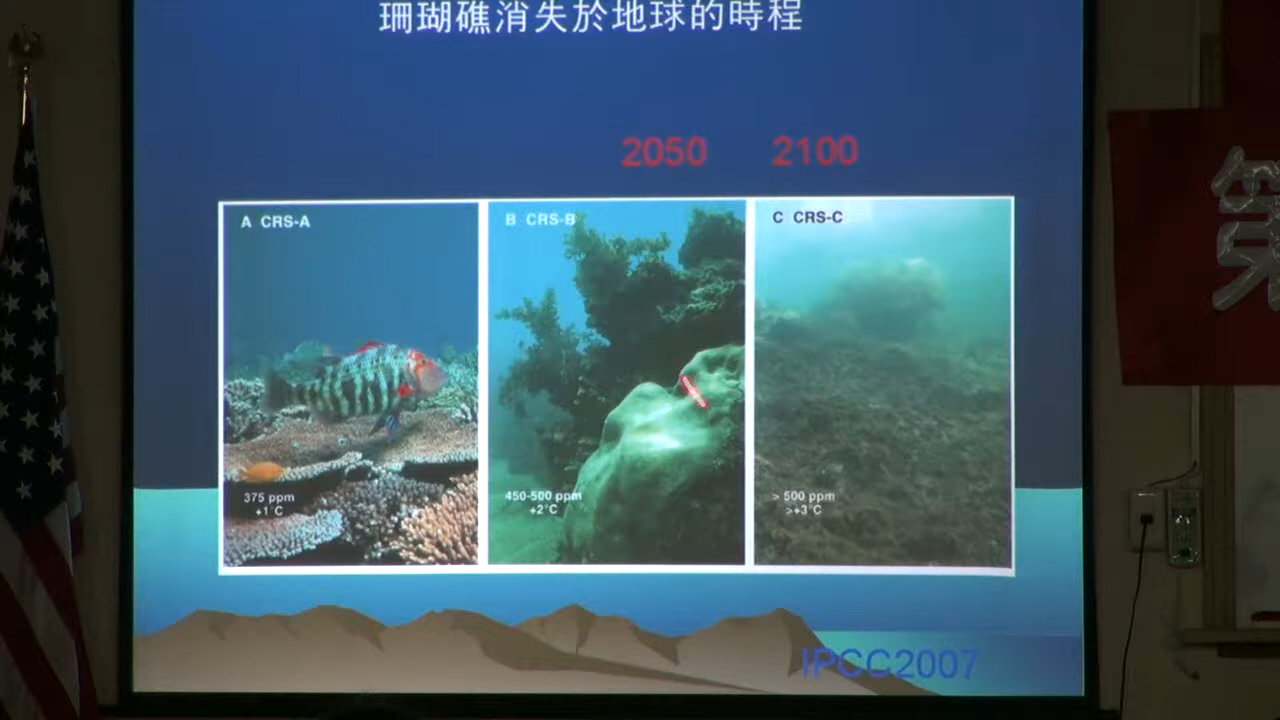 珊瑚礁消失於地球的時程
2050 2100
A CRS-A
B CRS-B
C CRS-C
375 ppm
+1°C
450-500 ppm
+2°C
> 500 ppm
>+3°C
IPCC2007
第